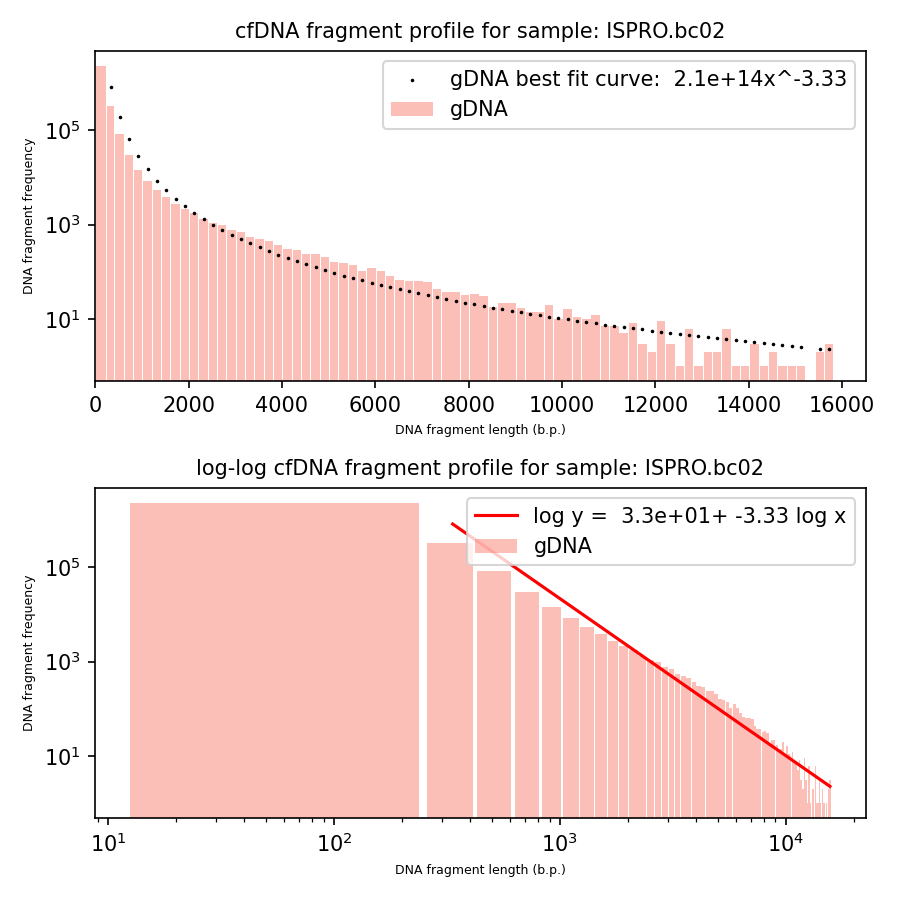 cfDNA fragment profile for sample: ISPRO.bc02
gDNA best fit curve:  2.1e+14x^-3.33
gDNA
DNA fragment frequency
10^5
10^3
10^1
0 2000 4000 6000 8000 10000 12000 14000 16000
DNA fragment length (b.p.)
log-log cfDNA fragment profile for sample: ISPRO.bc02
log y =  3.3e+01+ -3.33 log x
gDNA
DNA fragment frequency
10^5
10^3
10^1
10^1 10^2 10^3 10^4
DNA fragment length (b.p.)